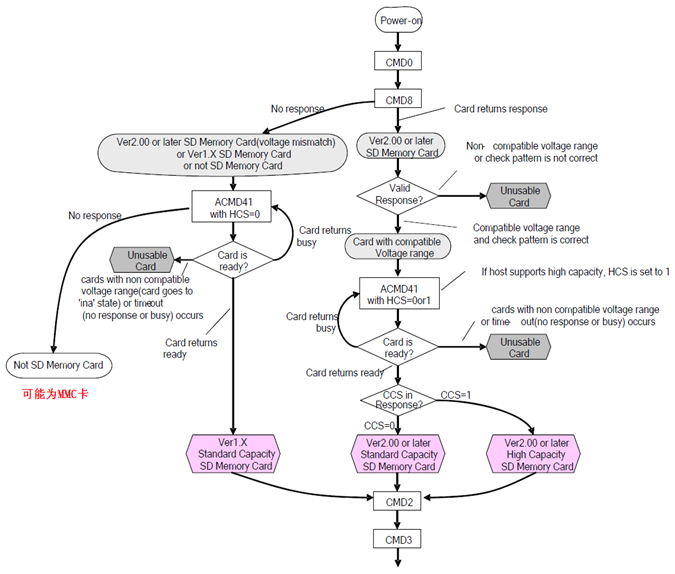 Power-on
CMD0
CMD8
No response
Card returns response
Ver2.00 or later SD Memory Card(voltage mismatch)
or Ver1.X SD Memory Card
or not SD Memory Card
Ver2.00 or later
SD Memory Card
Non- compatible voltage range
or check pattern is not correct
Valid
Response?
Unusable
Card
ACMD41
with HCS=0
No response
Card returns
busy
Compatible voltage range
and check pattern is correct
Card with compatible
Voltage range
Unusable
Card
Card is
ready?
cards with non compatible
voltage range(card goes to
'ina' state) or timeout
(no response or busy) occurs
ACMD41
with HCS=0or1
If host supports high capacity, HCS is set to 1
Card returns
busy
cards with non compatible voltage range
or time- out(no response or busy) occurs
Card is
ready?
Unusable
Card
Card returns
ready
Card returns ready
Not SD Memory Card
可能为MMC卡
CCS in
Response?
CCS=1
CCS=0
Ver1.X
Standard Capacity
SD Memory Card
Ver2.00 or later
Standard Capacity
SD Memory Card
Ver2.00 or later
High Capacity
SD Memory Card
CMD2
CMD3